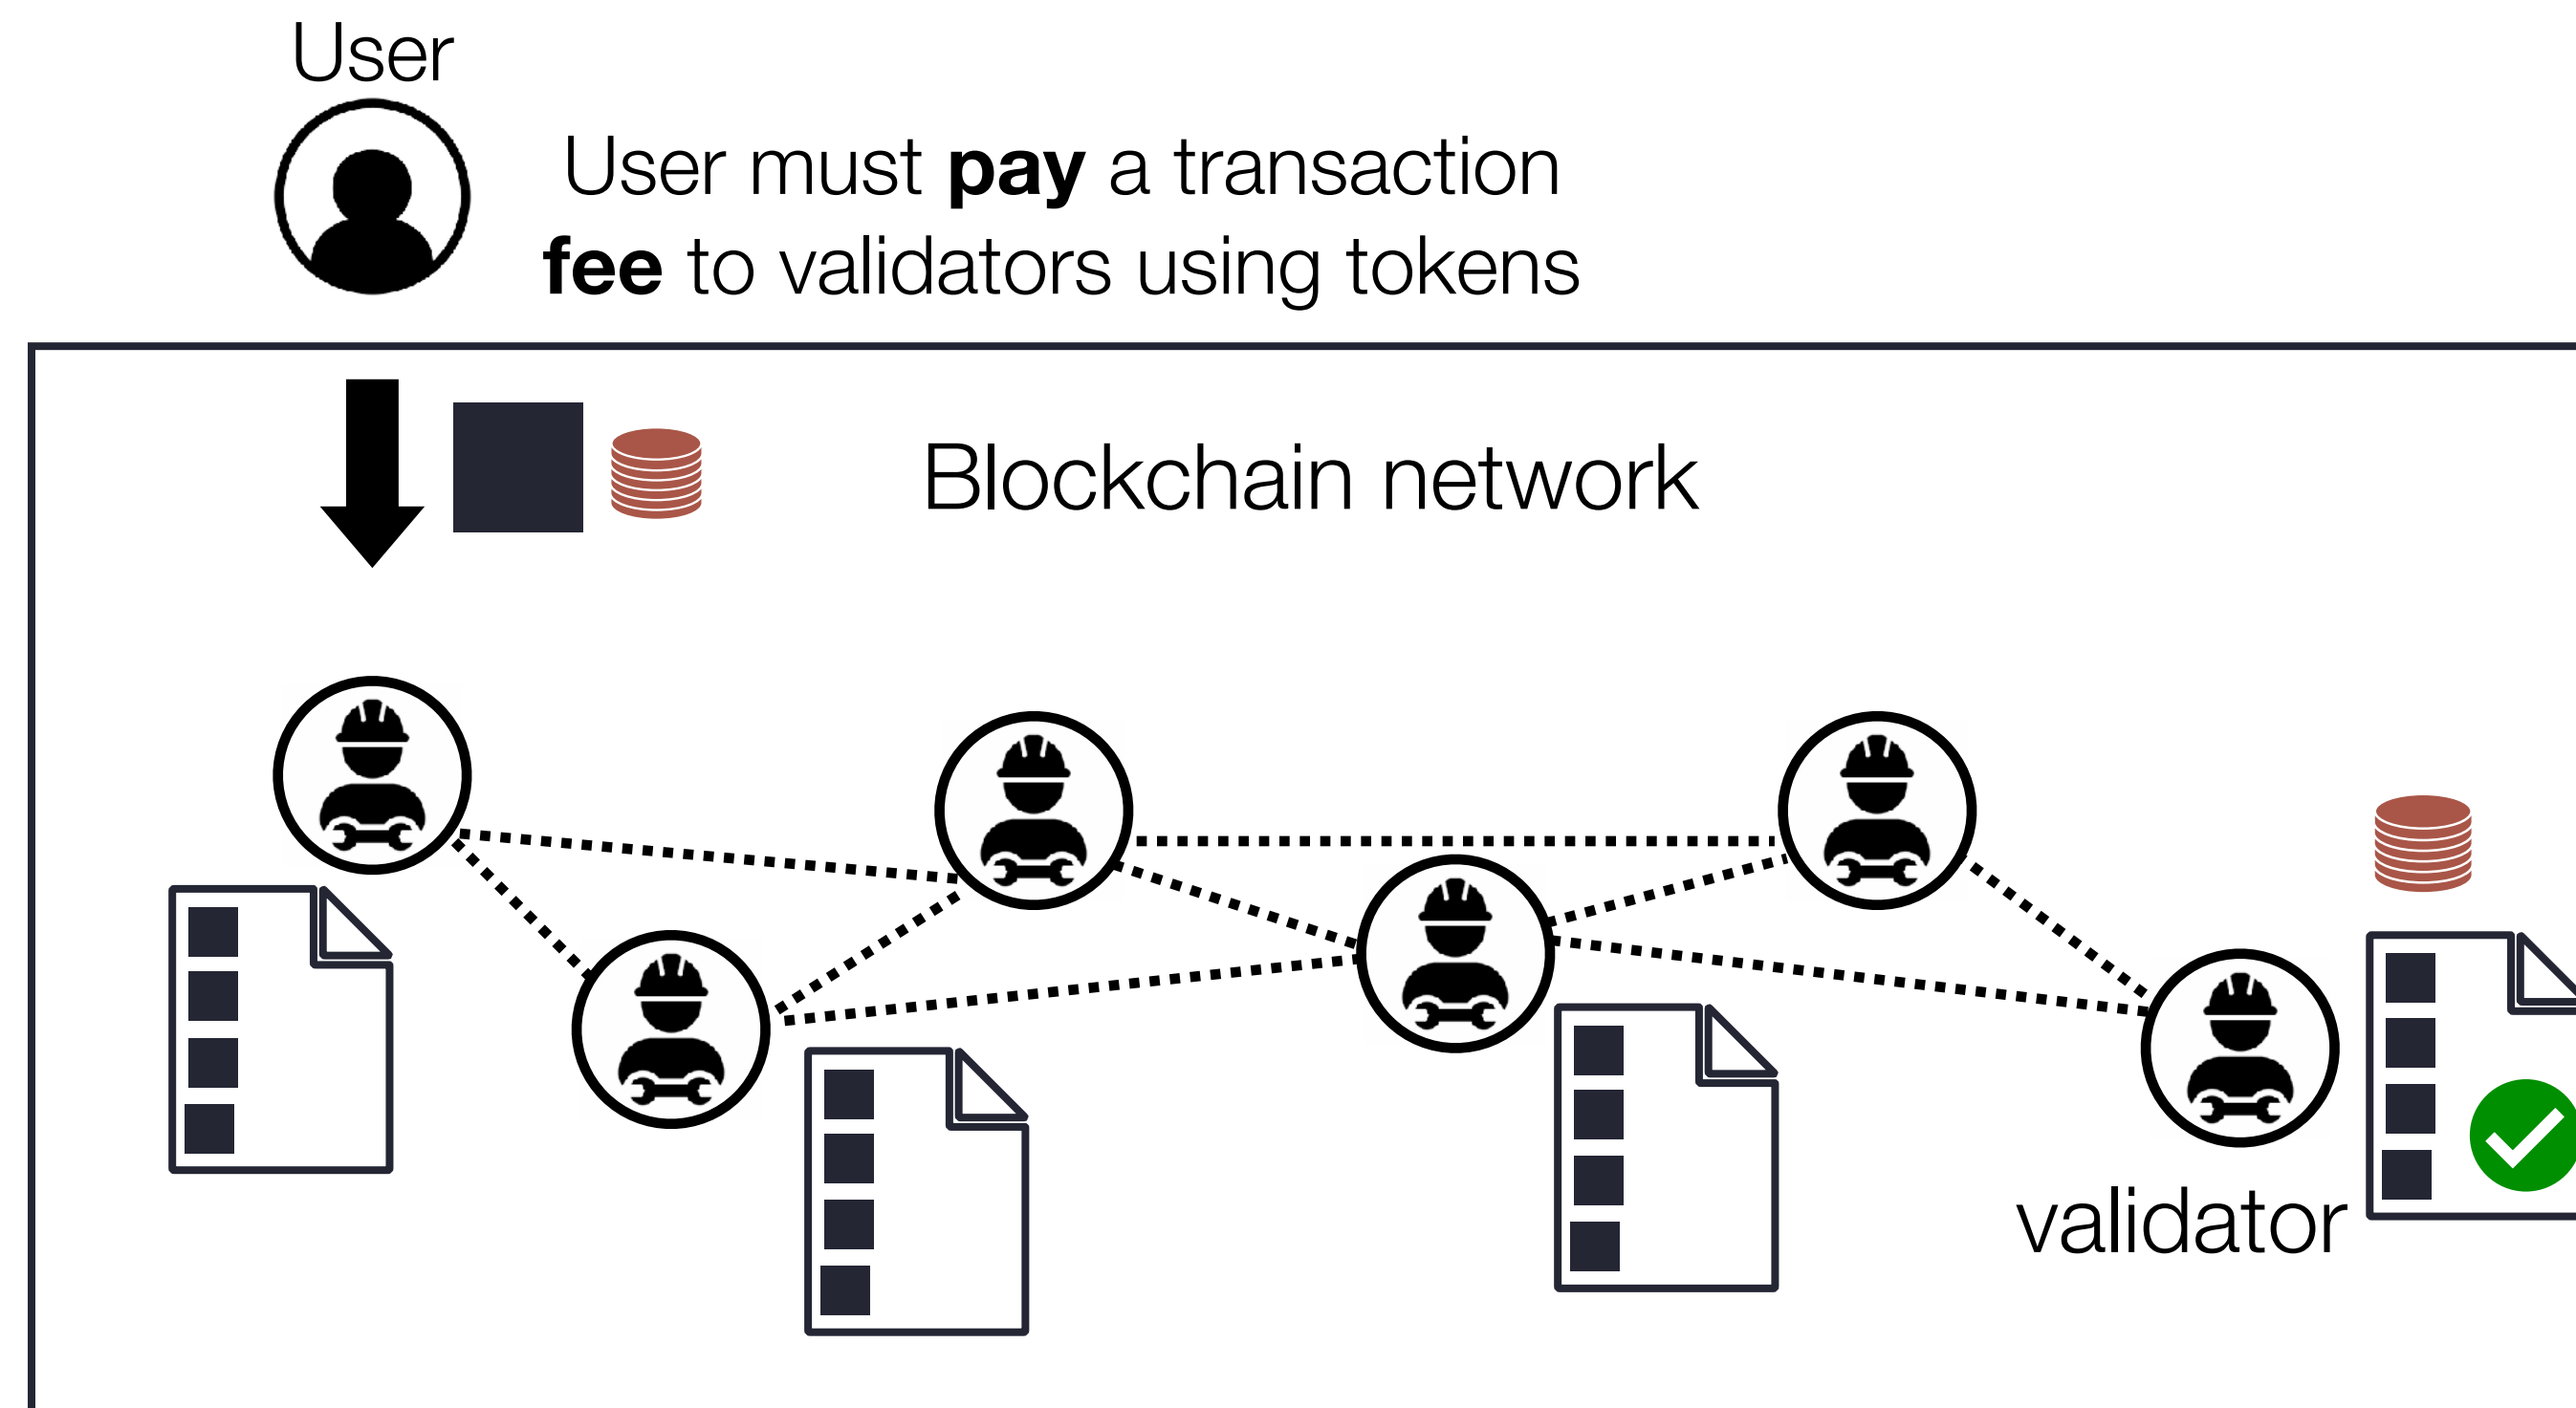 User
User must pay a transaction
fee to validators using tokens
Blockchain network
validator